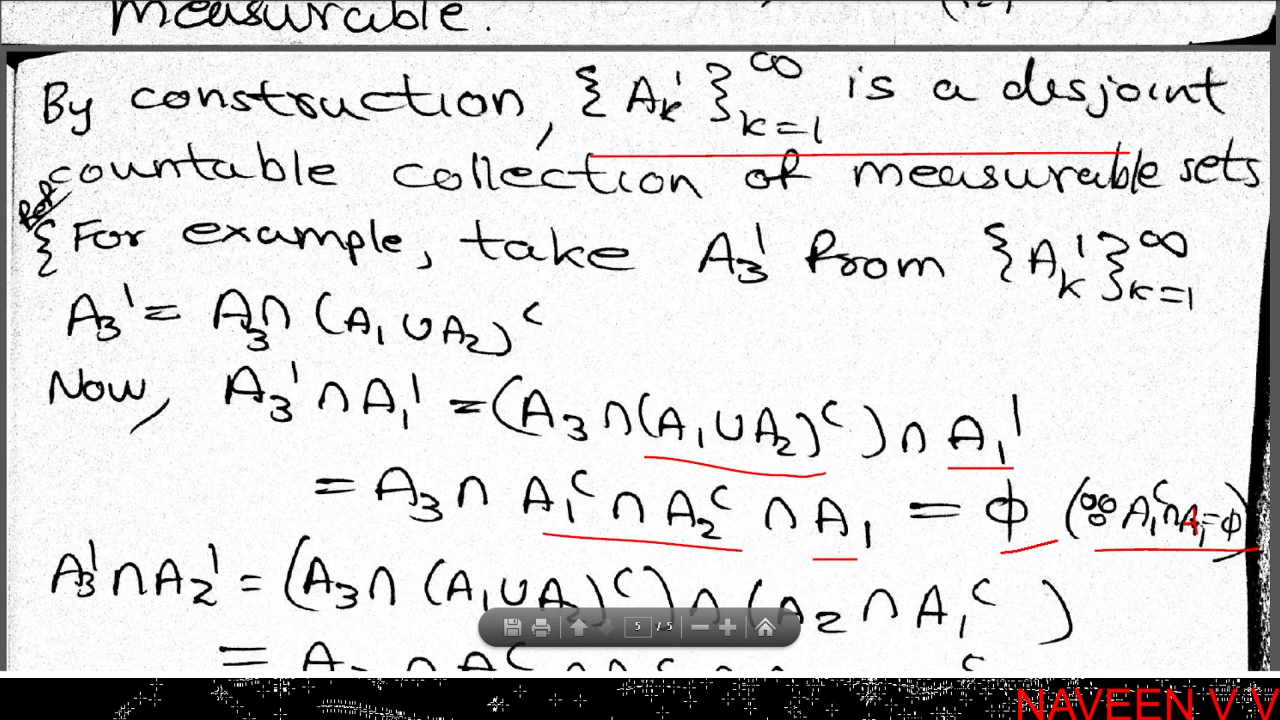 measurable.
By construction, {A_k'}_{k=1}^∞ is a desjoint
countable collection of measurable sets
{For example, take A_3' from {A_k'}_{k=1}^∞
A_3' = A_3 ∩ (A_1 ∪ A_2)^c
Now, A_3' ∩ A_1' = (A_3 ∩ (A_1 ∪ A_2)^c) ∩ A_1'
= A_3 ∩ A_1^c ∩ A_2^c ∩ A_1 = ϕ (∵ A_1^c ∩ A_1 = ϕ)
A_3' ∩ A_2' = (A_3 ∩ (A_1 ∪ A_2)^c) ∩ (A_2 ∩ A_1^c)
5 / 5
NAVEEN V V